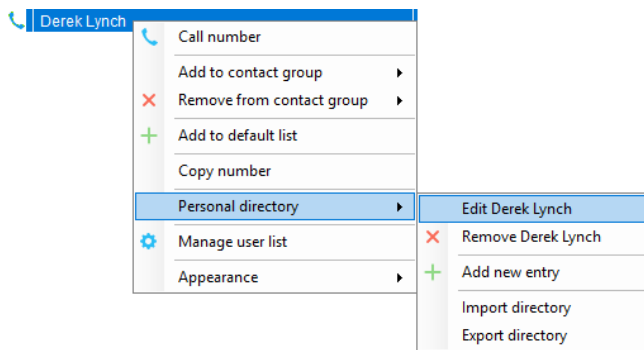 Derek Lynch
Call number
Add to contact group
Remove from contact group
Add to default list
Copy number
Personal directory
Manage user list
Appearance
Edit Derek Lynch
Remove Derek Lynch
Add new entry
Import directory
Export directory